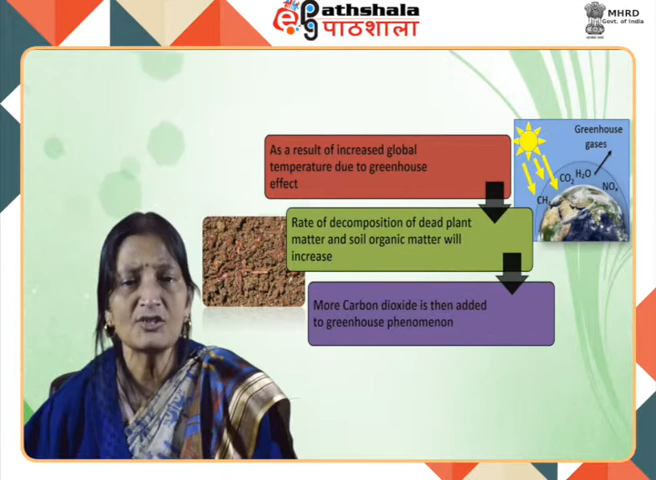 ePathshala
पाठशाला
MHRD
Govt. of India
Greenhouse
gases
CO₂ H₂O
NOₓ
CH₄
As a result of increased global
temperature due to greenhouse
effect
Rate of decomposition of dead plant
matter and soil organic matter will
increase
More Carbon dioxide is then added
to greenhouse phenomenon